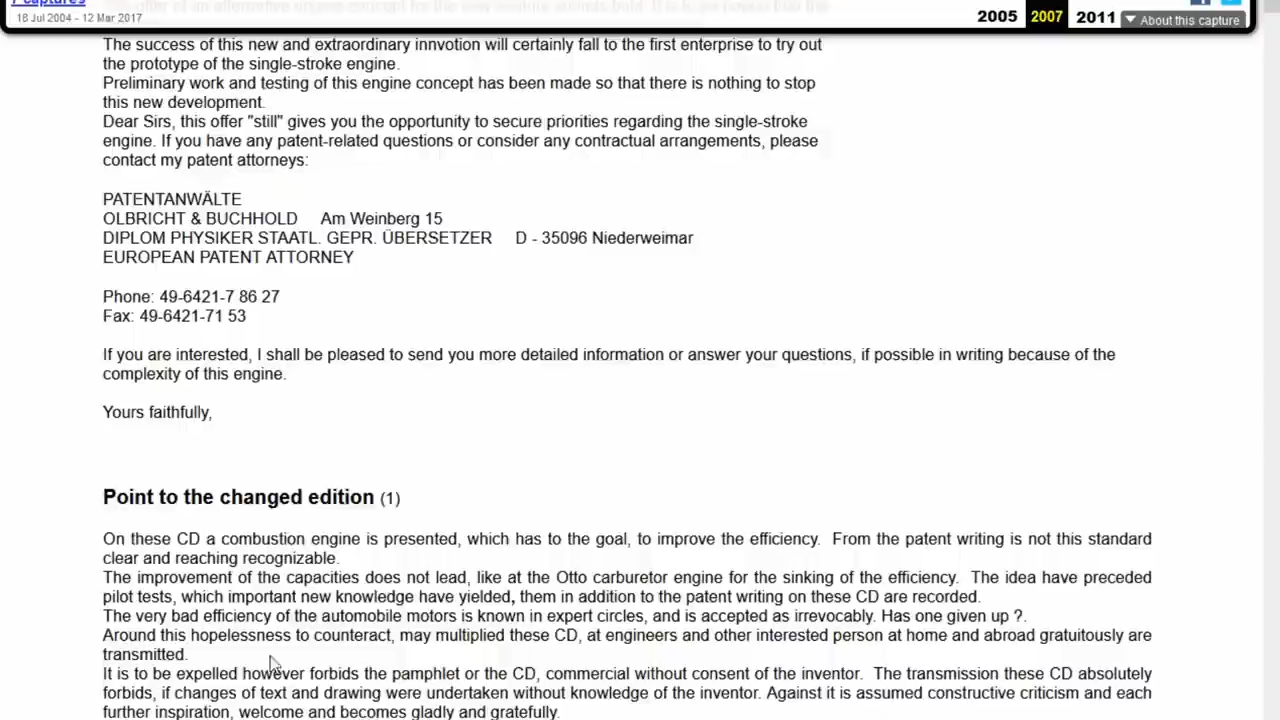 7 captures
18 Jul 2004 - 12 Mar 2017
2005 2007 2011 ▼ About this capture
The success of this new and extraordinary innvotion will certainly fall to the first enterprise to try out
the prototype of the single-stroke engine.
Preliminary work and testing of this engine concept has been made so that there is nothing to stop
this new development.
Dear Sirs, this offer "still" gives you the opportunity to secure priorities regarding the single-stroke
engine. If you have any patent-related questions or consider any contractual arrangements, please
contact my patent attorneys:
PATENTANWÄLTE
OLBRICHT & BUCHHOLD Am Weinberg 15
DIPLOM PHYSIKER STAATL. GEPR. ÜBERSETZER D - 35096 Niederweimar
EUROPEAN PATENT ATTORNEY
Phone: 49-6421-7 86 27
Fax: 49-6421-71 53
If you are interested, I shall be pleased to send you more detailed information or answer your questions, if possible in writing because of the
complexity of this engine.
Yours faithfully,
Point to the changed edition (1)
On these CD a combustion engine is presented, which has to the goal, to improve the efficiency. From the patent writing is not this standard
clear and reaching recognizable.
The improvement of the capacities does not lead, like at the Otto carburetor engine for the sinking of the efficiency. The idea have preceded
pilot tests, which important new knowledge have yielded, them in addition to the patent writing on these CD are recorded.
The very bad efficiency of the automobile motors is known in expert circles, and is accepted as irrevocably. Has one given up ?.
Around this hopelessness to counteract, may multiplied these CD, at engineers and other interested person at home and abroad gratuitously are
transmitted.
It is to be expelled however forbids the pamphlet or the CD, commercial without consent of the inventor. The transmission these CD absolutely
forbids, if changes of text and drawing were undertaken without knowledge of the inventor. Against it is assumed constructive criticism and each
further inspiration, welcome and becomes gladly and gratefully.